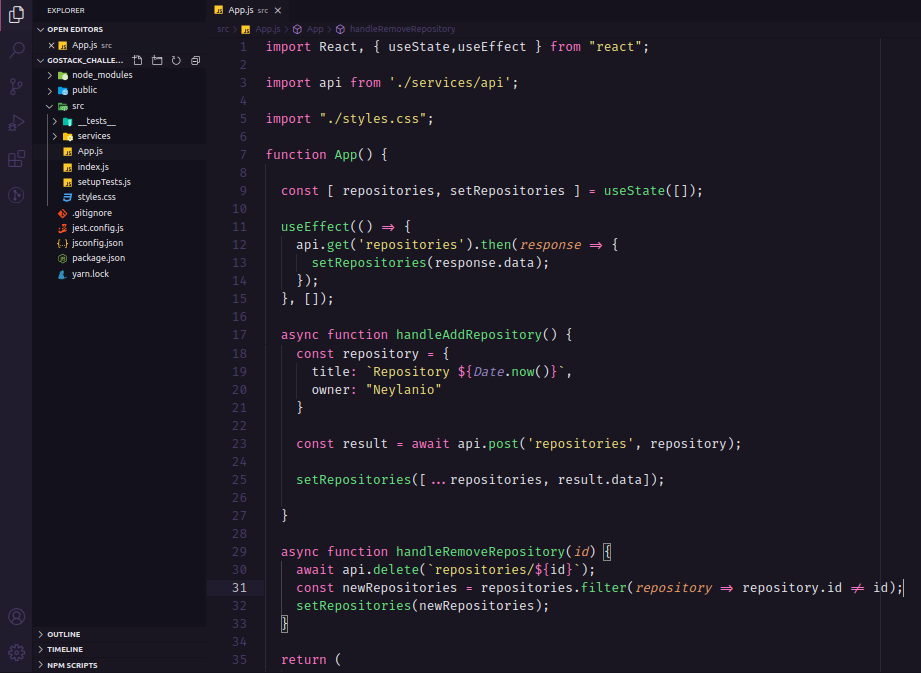 EXPLORER
OPEN EDITORS
App.js src
GOSTACK_CHALLE...
node_modules
public
src
__tests__
services
App.js
index.js
setupTests.js
styles.css
.gitignore
jest.config.js
jsconfig.json
package.json
yarn.lock
OUTLINE
TIMELINE
NPM SCRIPTS
App.js src
src > App.js > App > handleRemoveRepository
1 import React, { useState,useEffect } from "react";
2
3 import api from './services/api';
4
5 import "./styles.css";
6
7 function App() {
8
9 const [ repositories, setRepositories ] = useState([]);
10
11 useEffect(() => {
12 api.get('repositories').then(response => {
13 setRepositories(response.data);
14 });
15 }, []);
16
17 async function handleAddRepository() {
18 const repository = {
19 title: `Repository ${Date.now()}`,
20 owner: "Neylanio"
21 }
22
23 const result = await api.post('repositories', repository);
24
25 setRepositories([...repositories, result.data]);
26
27 }
28
29 async function handleRemoveRepository(id) {
30 await api.delete(`repositories/${id}`);
31 const newRepositories = repositories.filter(repository => repository.id != id);
32 setRepositories(newRepositories);
33 }
34
35 return (